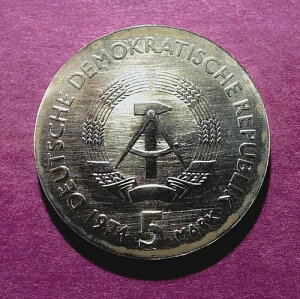 DEUTSCHE DEMOKRATISCHE REPUBLIK
1974 5 MARK